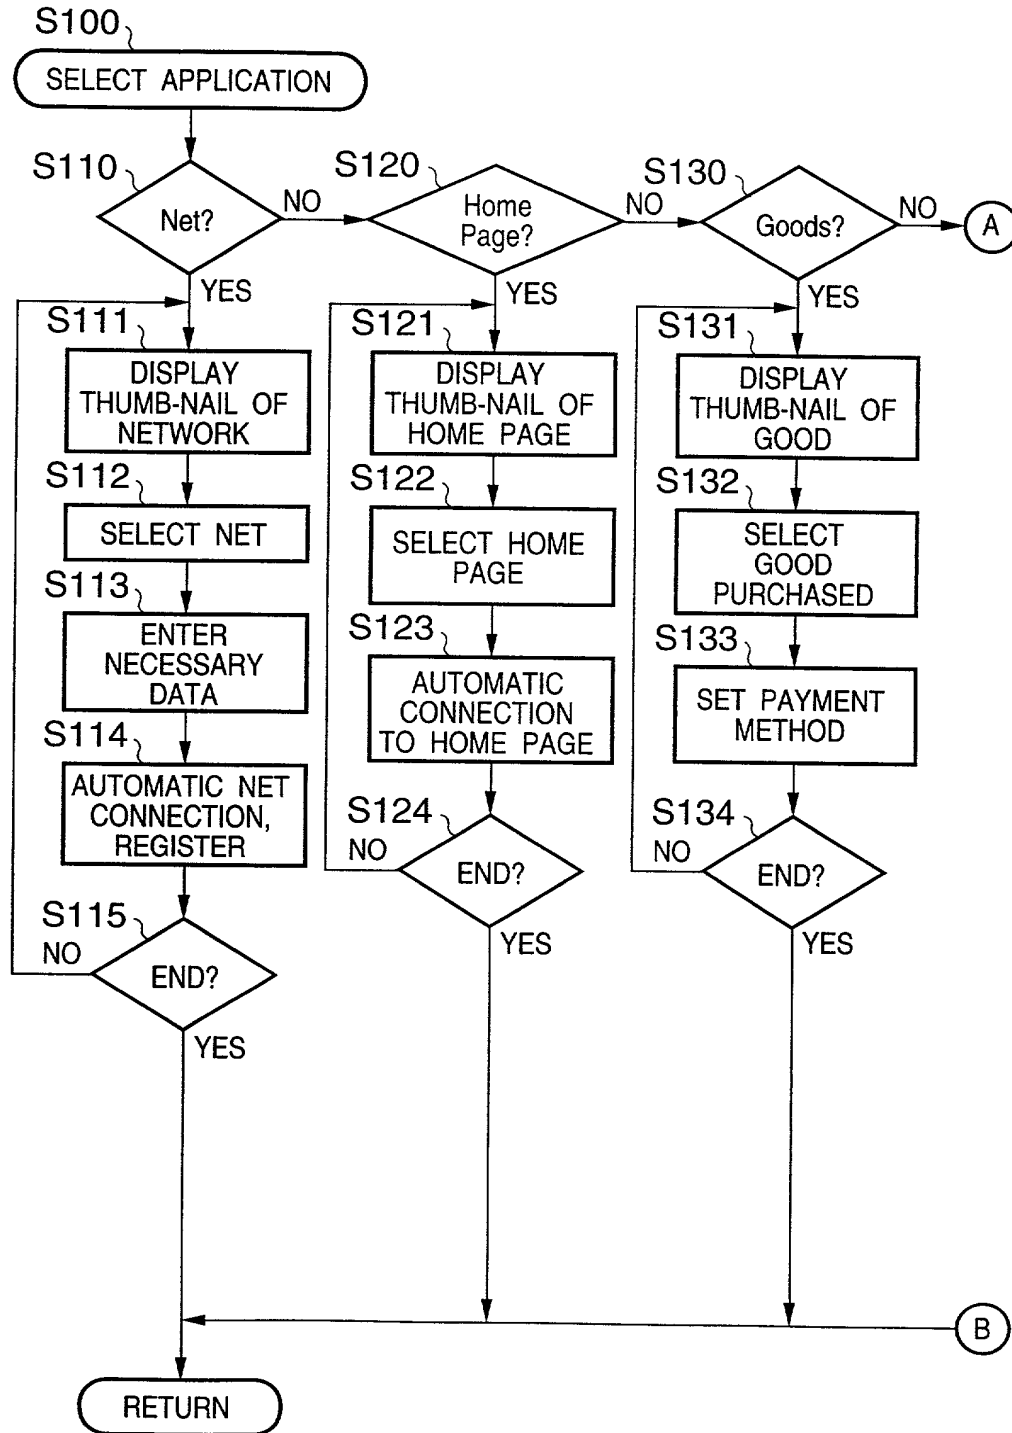 S100
SELECT APPLICATION
S110
Net?
NO
YES
S120
Home
Page?
NO
YES
S130
Goods?
NO
A
YES
S111
DISPLAY
THUMB-NAIL OF
NETWORK
S112
SELECT NET
S113
ENTER
NECESSARY
DATA
S114
AUTOMATIC NET
CONNECTION,
REGISTER
S115
END?
NO
YES
S121
DISPLAY
THUMB-NAIL OF
HOME PAGE
S122
SELECT HOME
PAGE
S123
AUTOMATIC
CONNECTION
TO HOME PAGE
S124
END?
NO
YES
S131
DISPLAY
THUMB-NAIL OF
GOOD
S132
SELECT
GOOD
PURCHASED
S133
SET PAYMENT
METHOD
S134
END?
NO
YES
B
RETURN